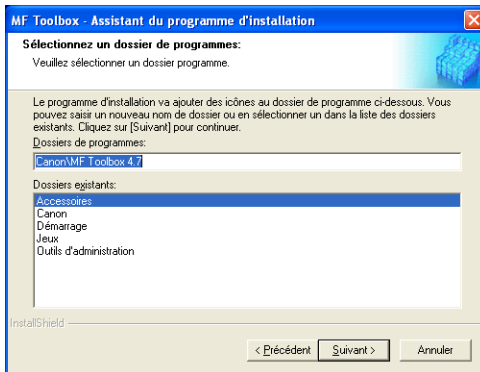 MF Toolbox - Assistant du programme d'installation
Sélectionnez un dossier de programmes:
Veuillez sélectionner un dossier programme.
Le programme d'installation va ajouter des icônes au dossier de programme ci-dessous. Vous
pouvez saisir un nouveau nom de dossier ou en sélectionner un dans la liste des dossiers
existants. Cliquez sur [Suivant] pour continuer.
Dossiers de programmes:
Canon\MF Toolbox 4.7
Dossiers existants:
Accessoires
Canon
Démarrage
Jeux
Outils d'administration
InstallShield
< Précédent Suivant > Annuler